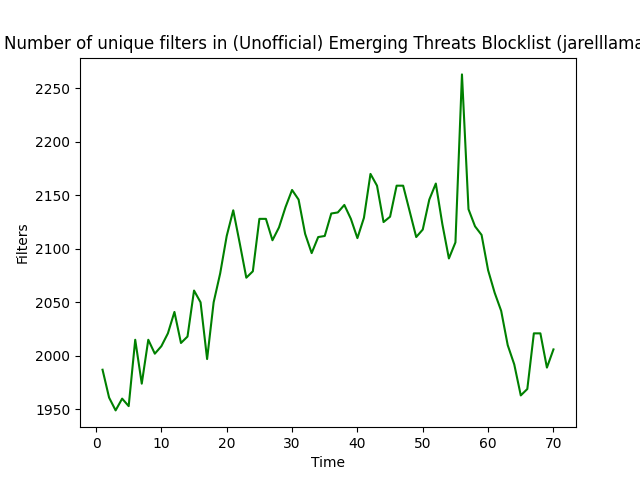 Number of unique filters in (Unofficial) Emerging Threats Blocklist (jarelllama
2250
2200
2150
2100
2050
2000
1950
Filters
0 10 20 30 40 50 60 70
Time